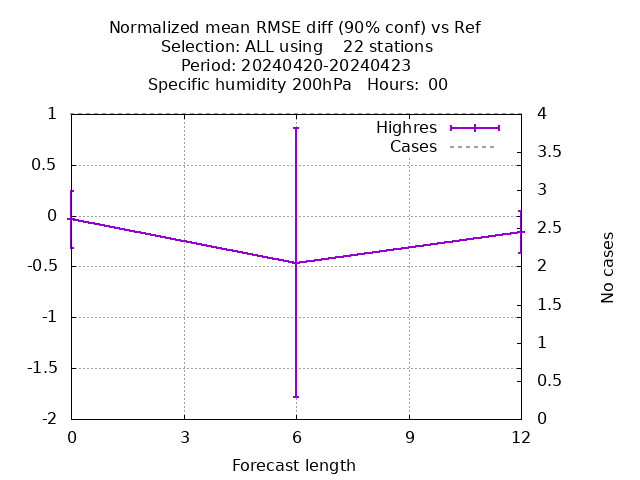 Normalized mean RMSE diff (90% conf) vs Ref
Selection: ALL using    22 stations
Period: 20240420-20240423
Specific humidity 200hPa   Hours:  00
Highres
Cases
1
0.5
0
-0.5
-1
-1.5
-2
4
3.5
3
2.5
2
1.5
1
0.5
0
No cases
0 3 6 9 12
Forecast length